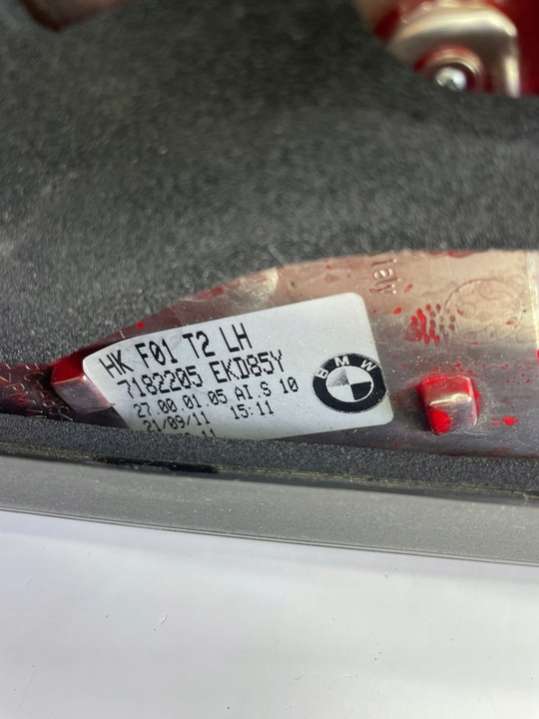 HK F01 T2 LH
7182205 EKD85Y
27.00.01.05 AI.S 10
21/09/11 15:11
BMW